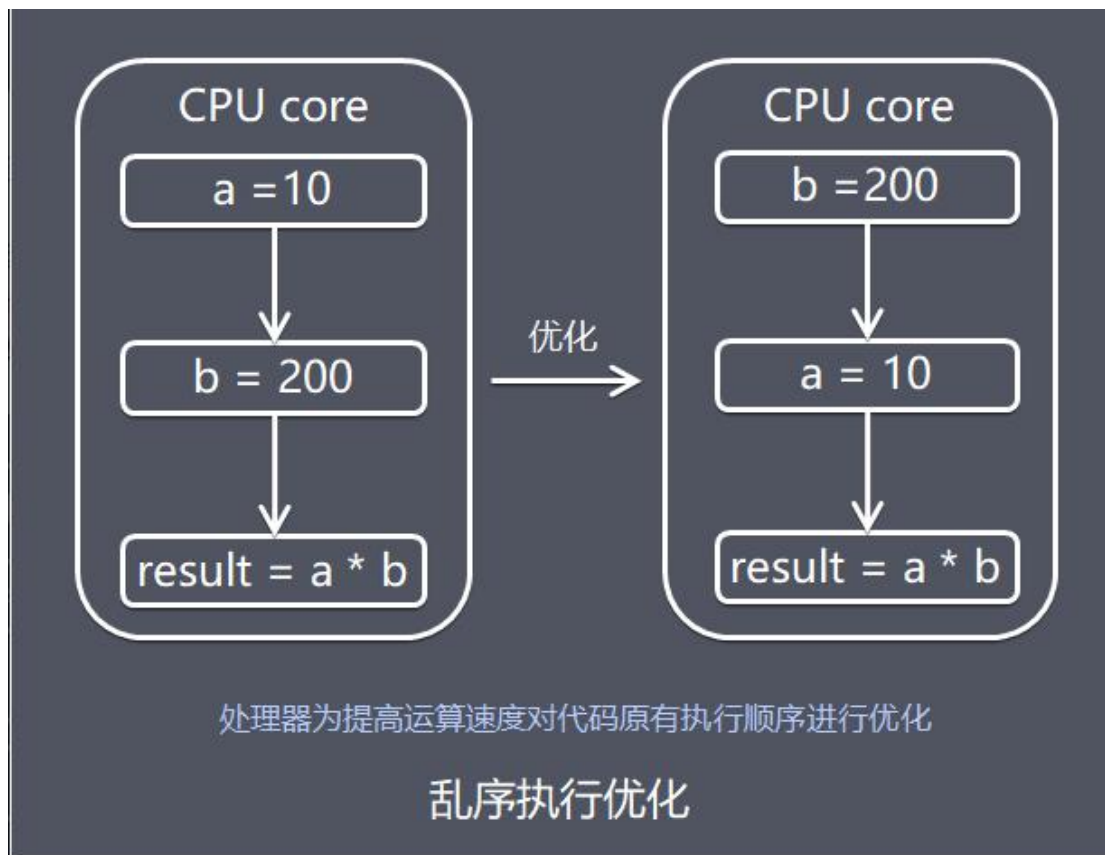 CPU core
a =10
b = 200
result = a * b
优化
CPU core
b =200
a = 10
result = a * b
处理器为提高运算速度对代码原有执行顺序进行优化
乱序执行优化